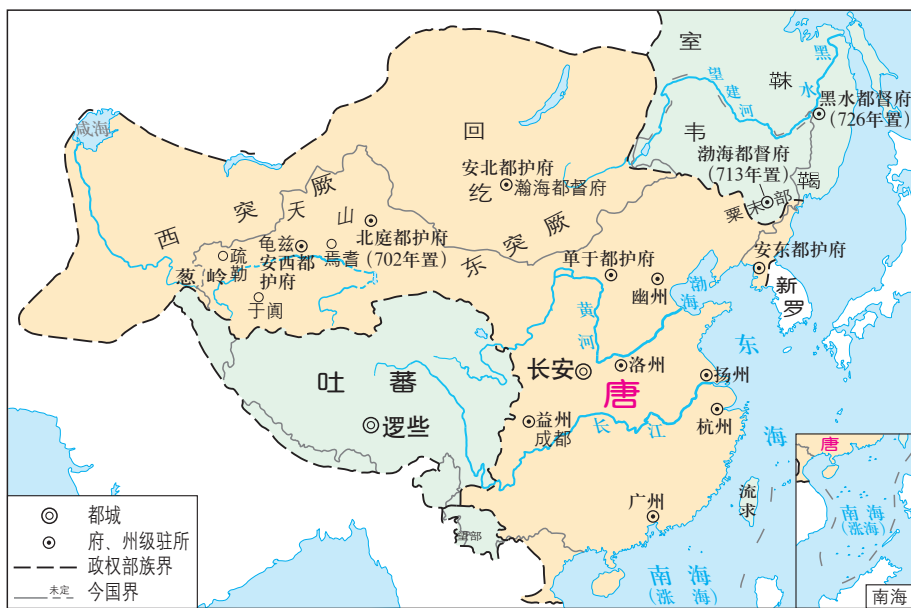 室
韦
靺
鞨
黑
水
望
建
河
黑水都督府
(726年置)
渤海都督府
(713年置)
粟
末
部
咸海
回
纥
安北都护府
瀚海都督府
西
突
厥
天
山
北庭都护府
(702年置)
东
突
厥
龟兹
安西都
护府
焉耆
疏
勒
葱
岭
于阗
单于都护府
幽州
安东都护府
新
罗
渤
海
黄
河
东
海
长安
洛州
扬州
唐
吐
蕃
逻些
益州
成都
长
江
杭州
广州
流
求
望部
南
海
(涨海)
唐
南海
(涨海)
南海
都城
府、州级驻所
政权部族界
未定
今国界